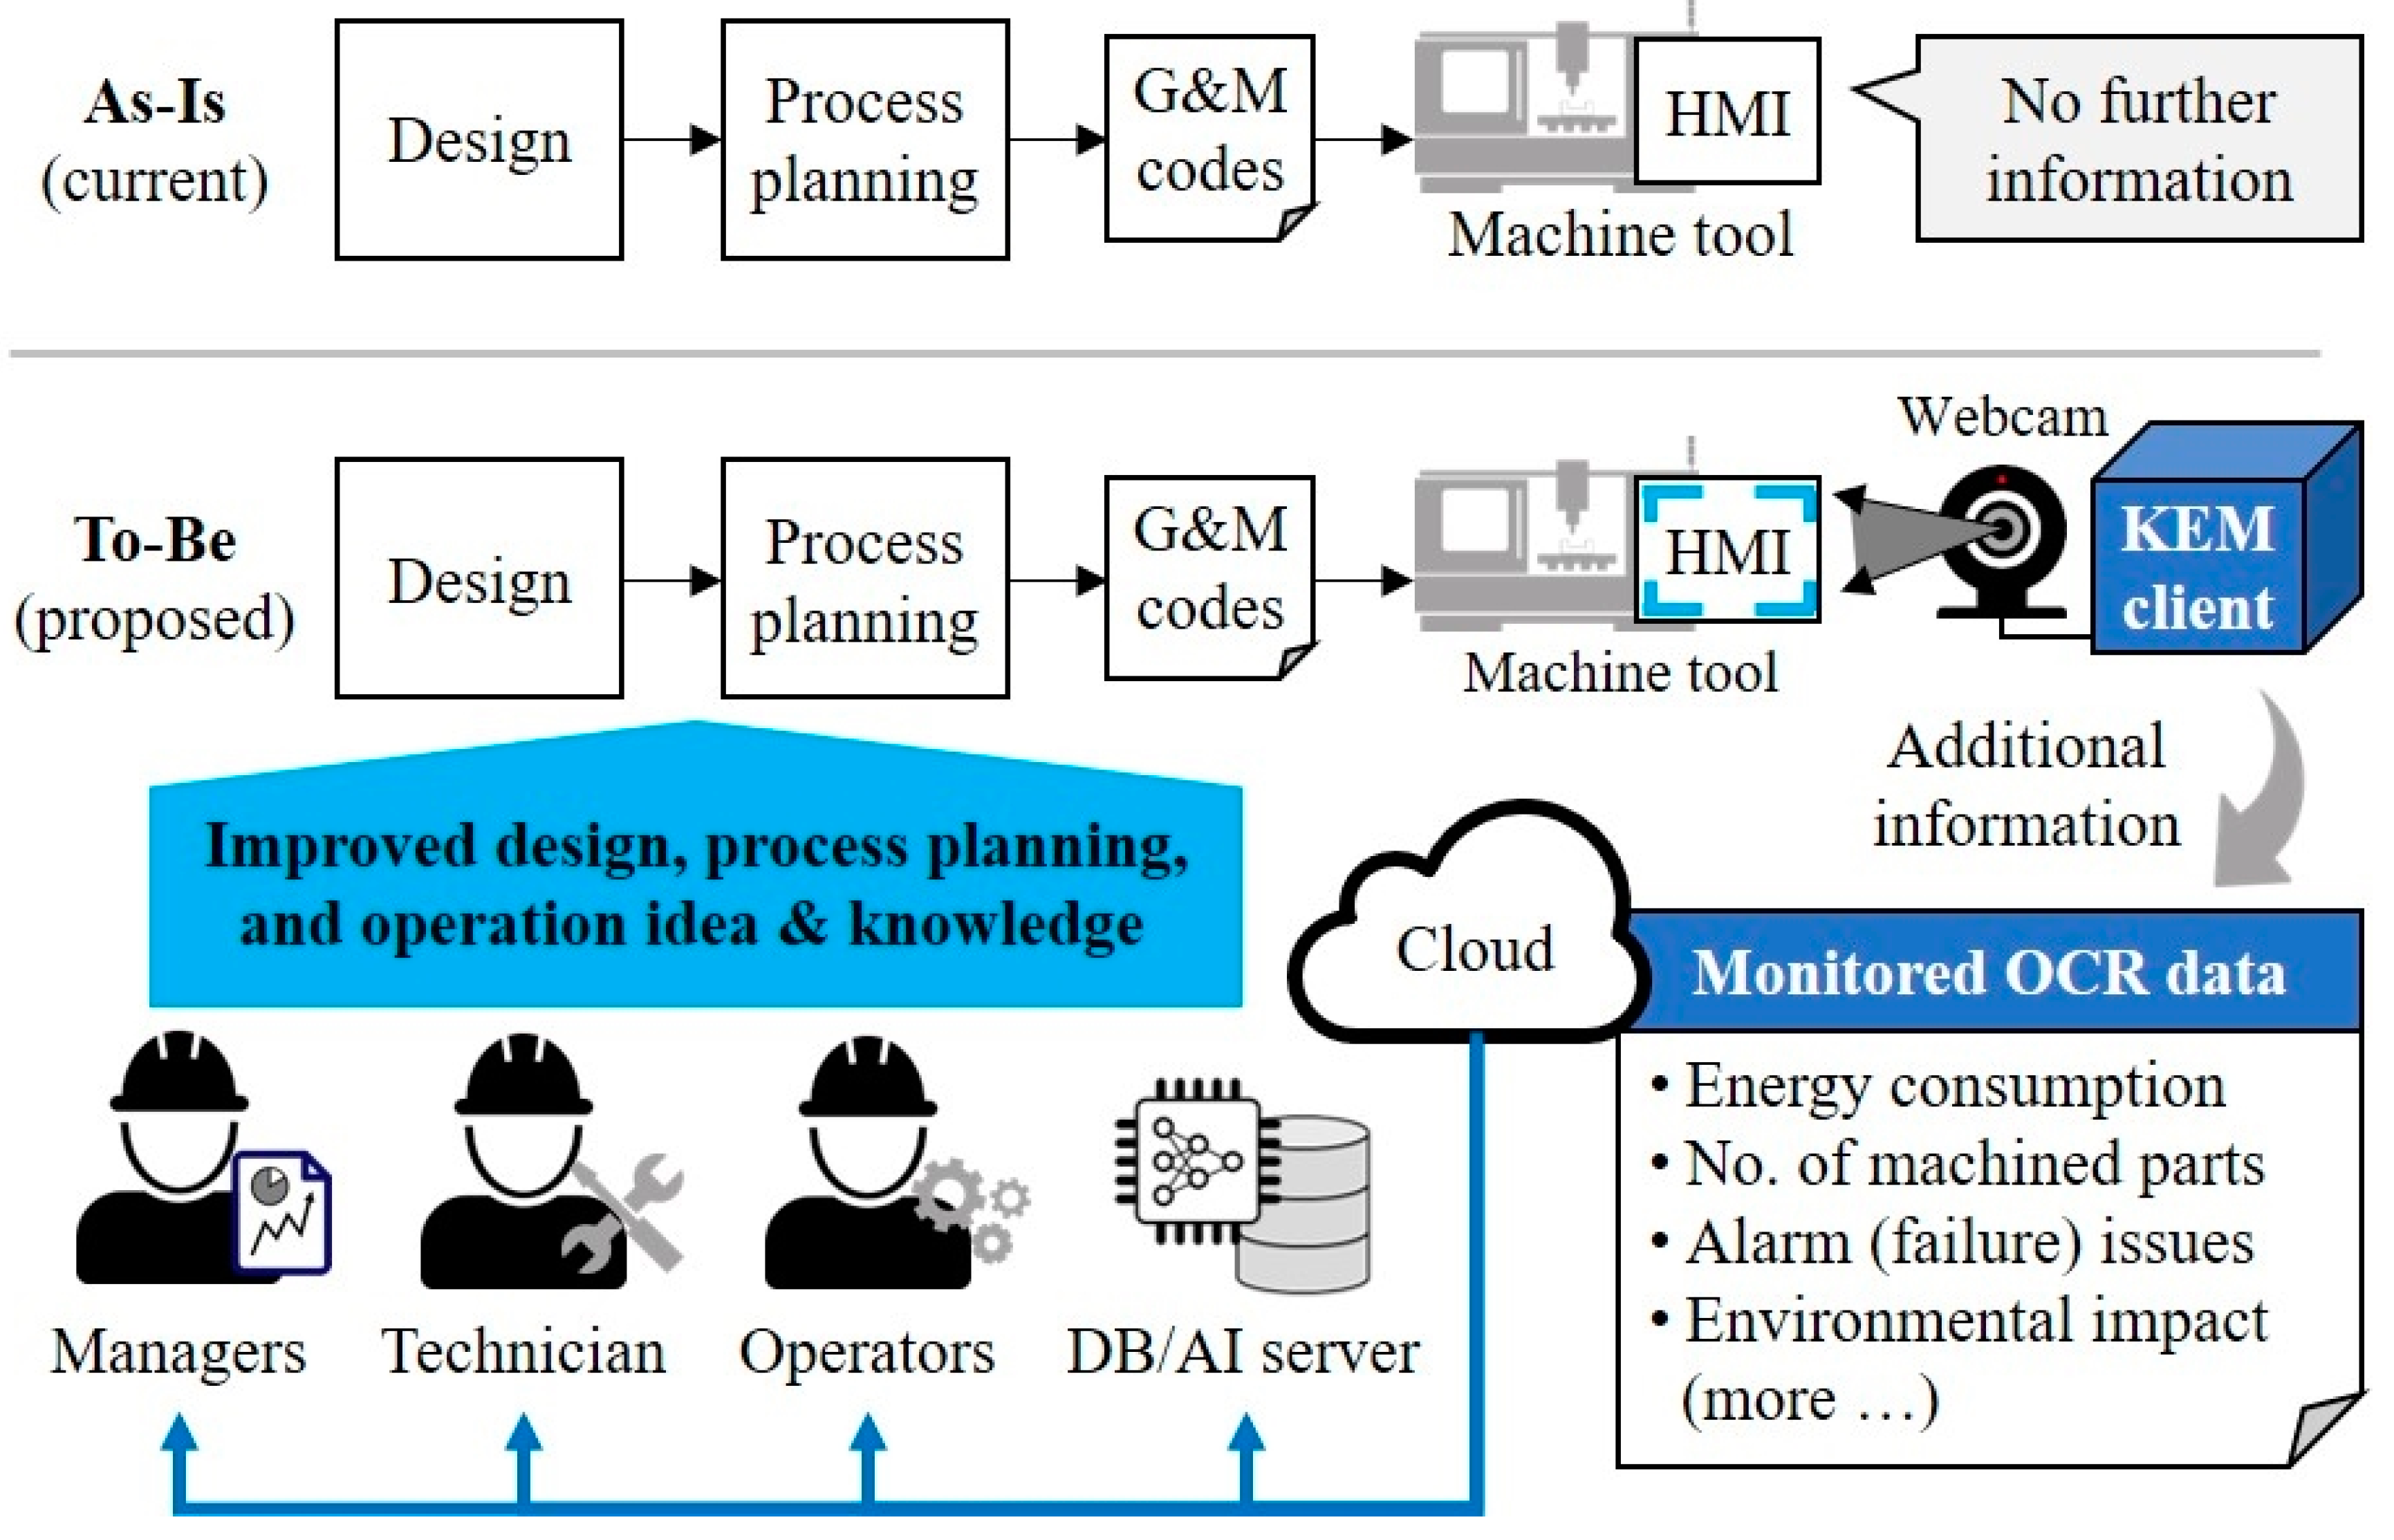 As-Is
(current)
Design
Process
planning
G&M
codes
HMI
Machine tool
No further
information
To-Be
(proposed)
Design
Process
planning
G&M
codes
HMI
Machine tool
Webcam
KEM
client
Additional
information
Improved design, process planning,
and operation idea & knowledge
Cloud
Monitored OCR data
• Energy consumption
• No. of machined parts
• Alarm (failure) issues
• Environmental impact
(more …)
Managers
Technician
Operators
DB/AI server